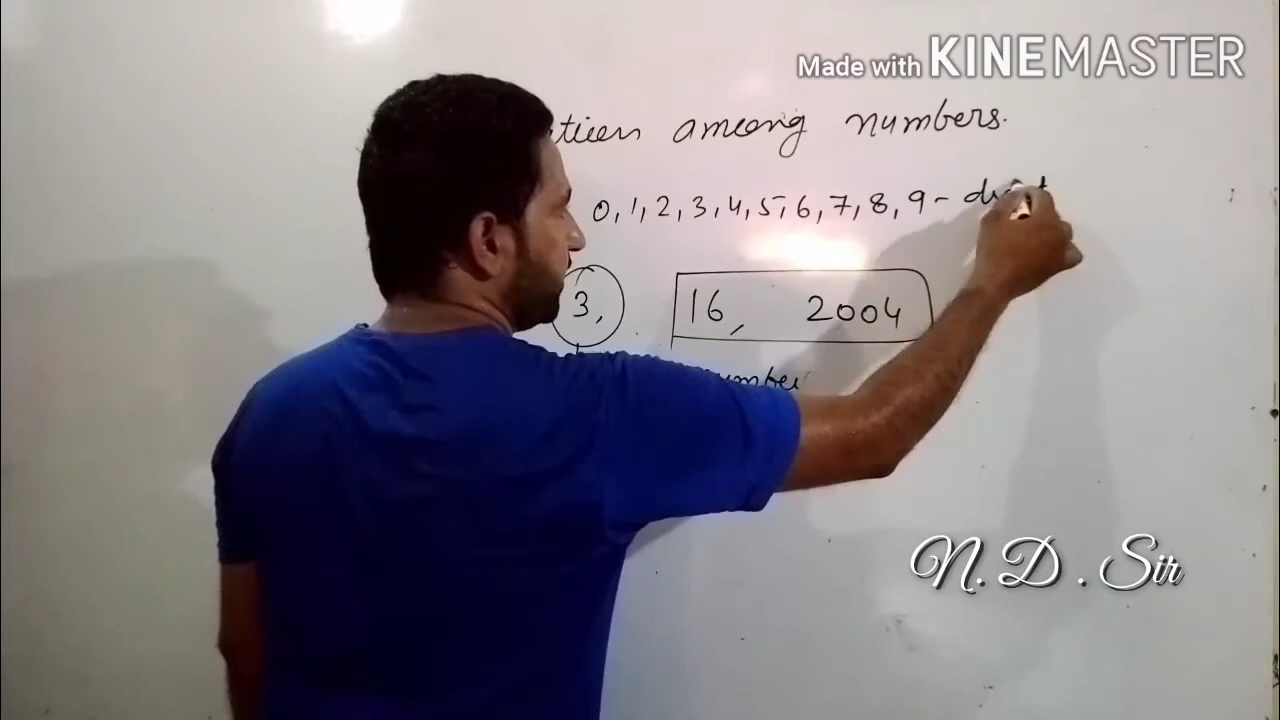 Made with KINEMASTER
among numbers.
0, 1, 2, 3, 4, 5, 6, 7, 8, 9 -
3, 16, 2004
N. D. Sir